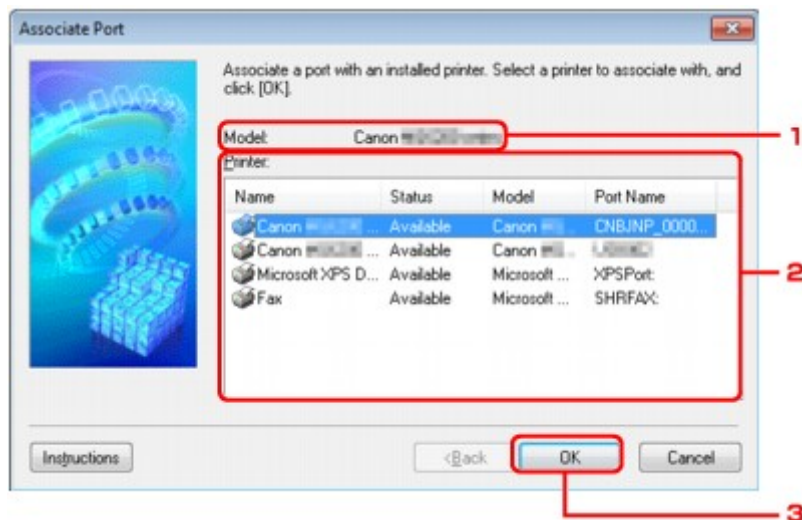 Associate Port
Associate a port with an installed printer. Select a printer to associate with, and
click [OK].
Model: Canon
1
Printer:
Name Status Model Port Name
Canon ... Available Canon ... CNBJNP_0000...
Canon ... Available Canon ...
Microsoft XPS D... Available Microsoft ... XPSPort:
2
Fax Available Microsoft ... SHRFAX:
Instructions <Back OK Cancel
3